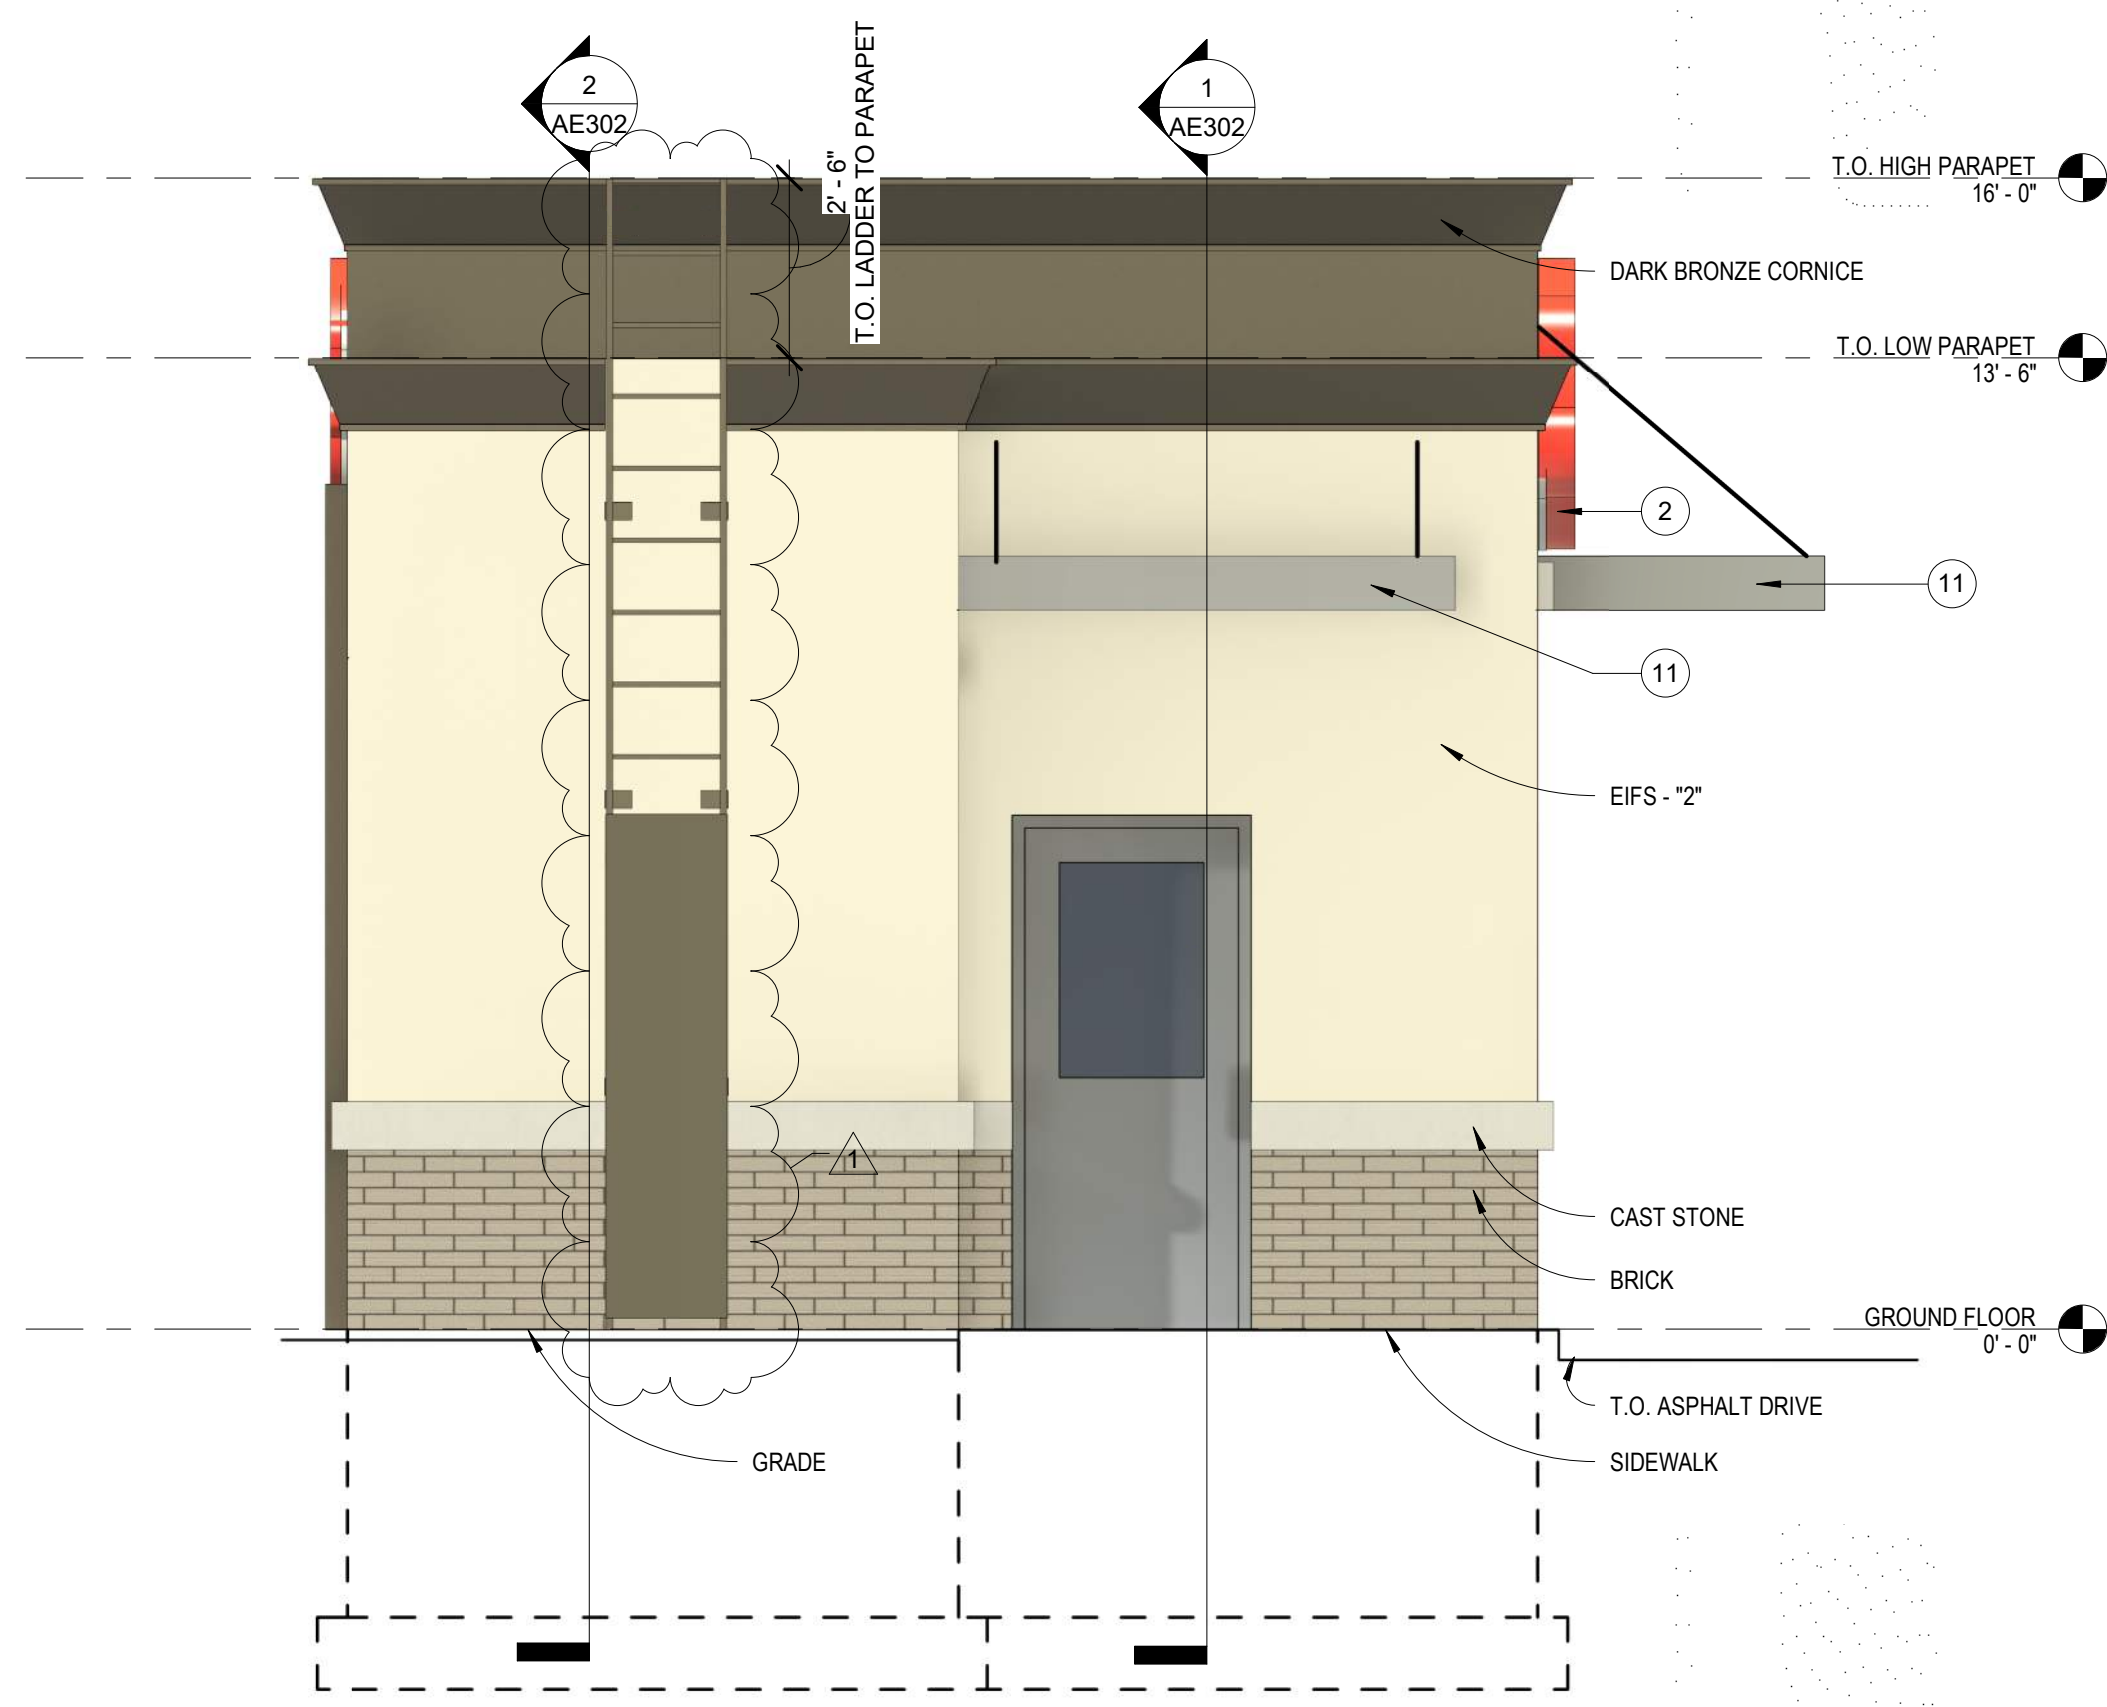 2
AE302
1
AE302
2' - 6"
T.O. LADDER TO PARAPET
T.O. HIGH PARAPET
16' - 0"
DARK BRONZE CORNICE
T.O. LOW PARAPET
13' - 6"
2
11
11
EIFS - "2"
1
CAST STONE
BRICK
GROUND FLOOR
0' - 0"
T.O. ASPHALT DRIVE
GRADE
SIDEWALK